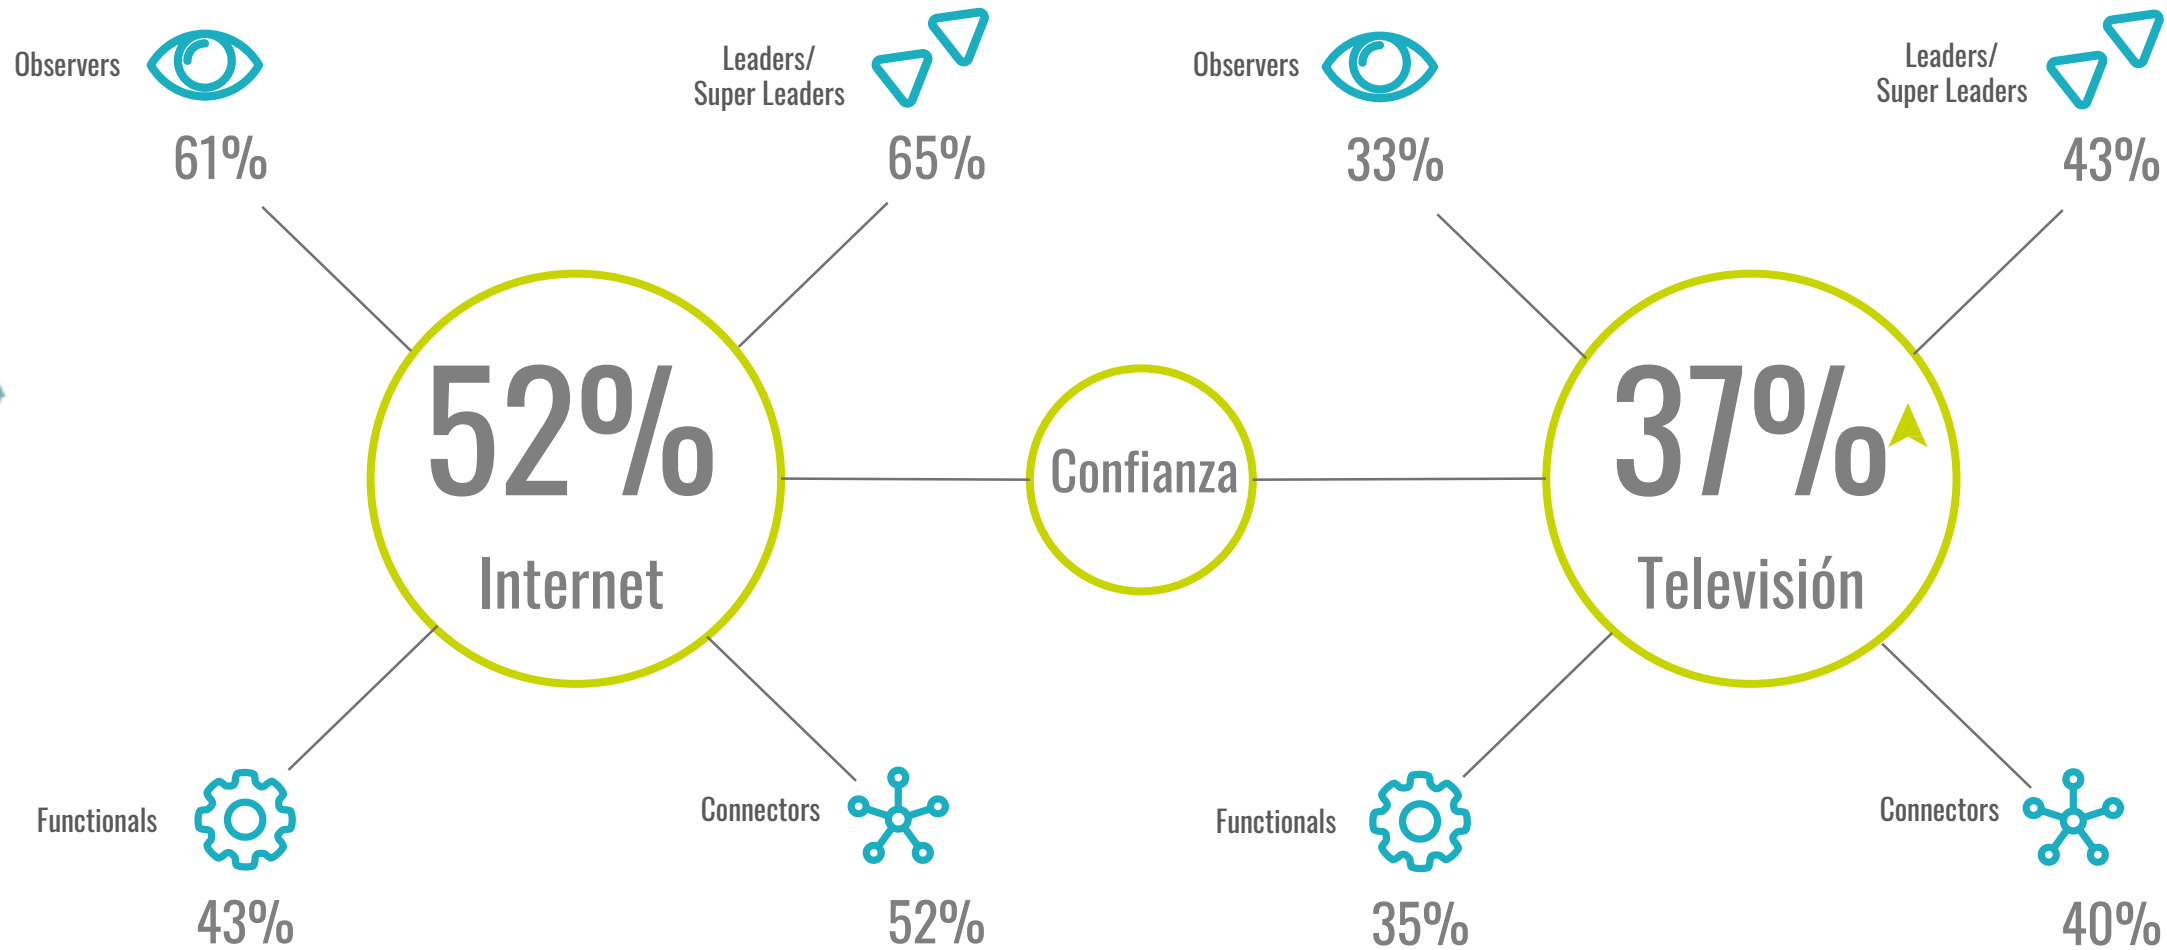 Observers
61%
Leaders/
Super Leaders
65%
52%
Internet
Functionals
43%
Connectors
52%
Confianza
Observers
33%
Leaders/
Super Leaders
43%
37%
Televisión
Functionals
35%
Connectors
40%